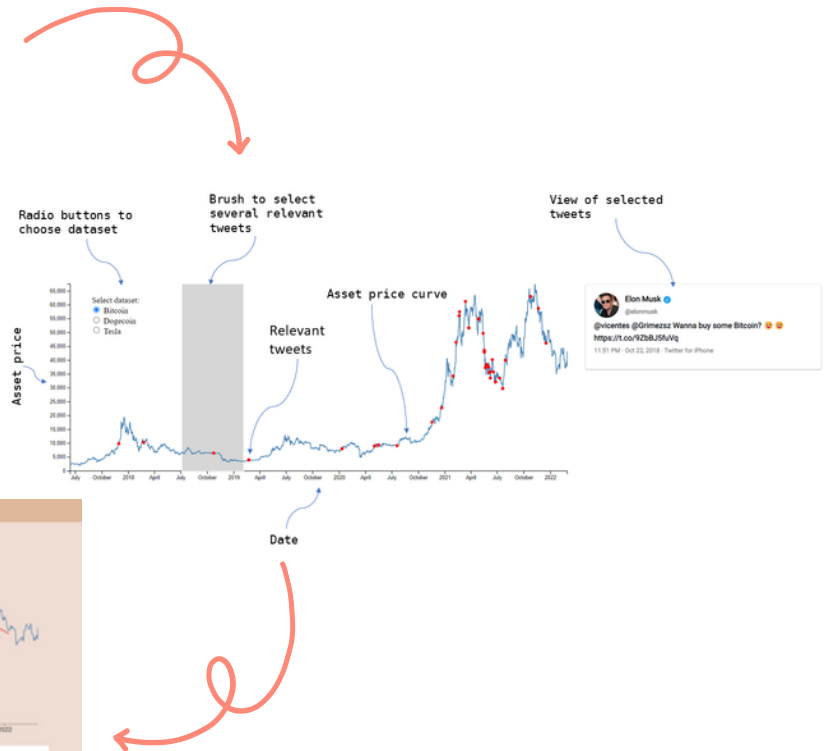 Radio buttons to
choose dataset
Brush to select
several relevant
tweets
View of selected
tweets
Asset price
65,000
60,000
55,000
50,000
45,000
40,000
35,000
30,000
25,000
20,000
15,000
10,000
5,000
0
Select dataset:
Bitcoin
Dogecoin
Tesla
Asset price curve
Relevant
tweets
July October 2018 April July October 2019 April July October 2020 April July October 2021 April July October 2022
Date
Elon Musk
@elonmusk
@vicentes @Grimezsz Wanna buy some Bitcoin? 😉 😉
https://t.co/9ZbBJ5fuVq
11:51 PM · Oct 22, 2018 · Twitter for iPhone
2022